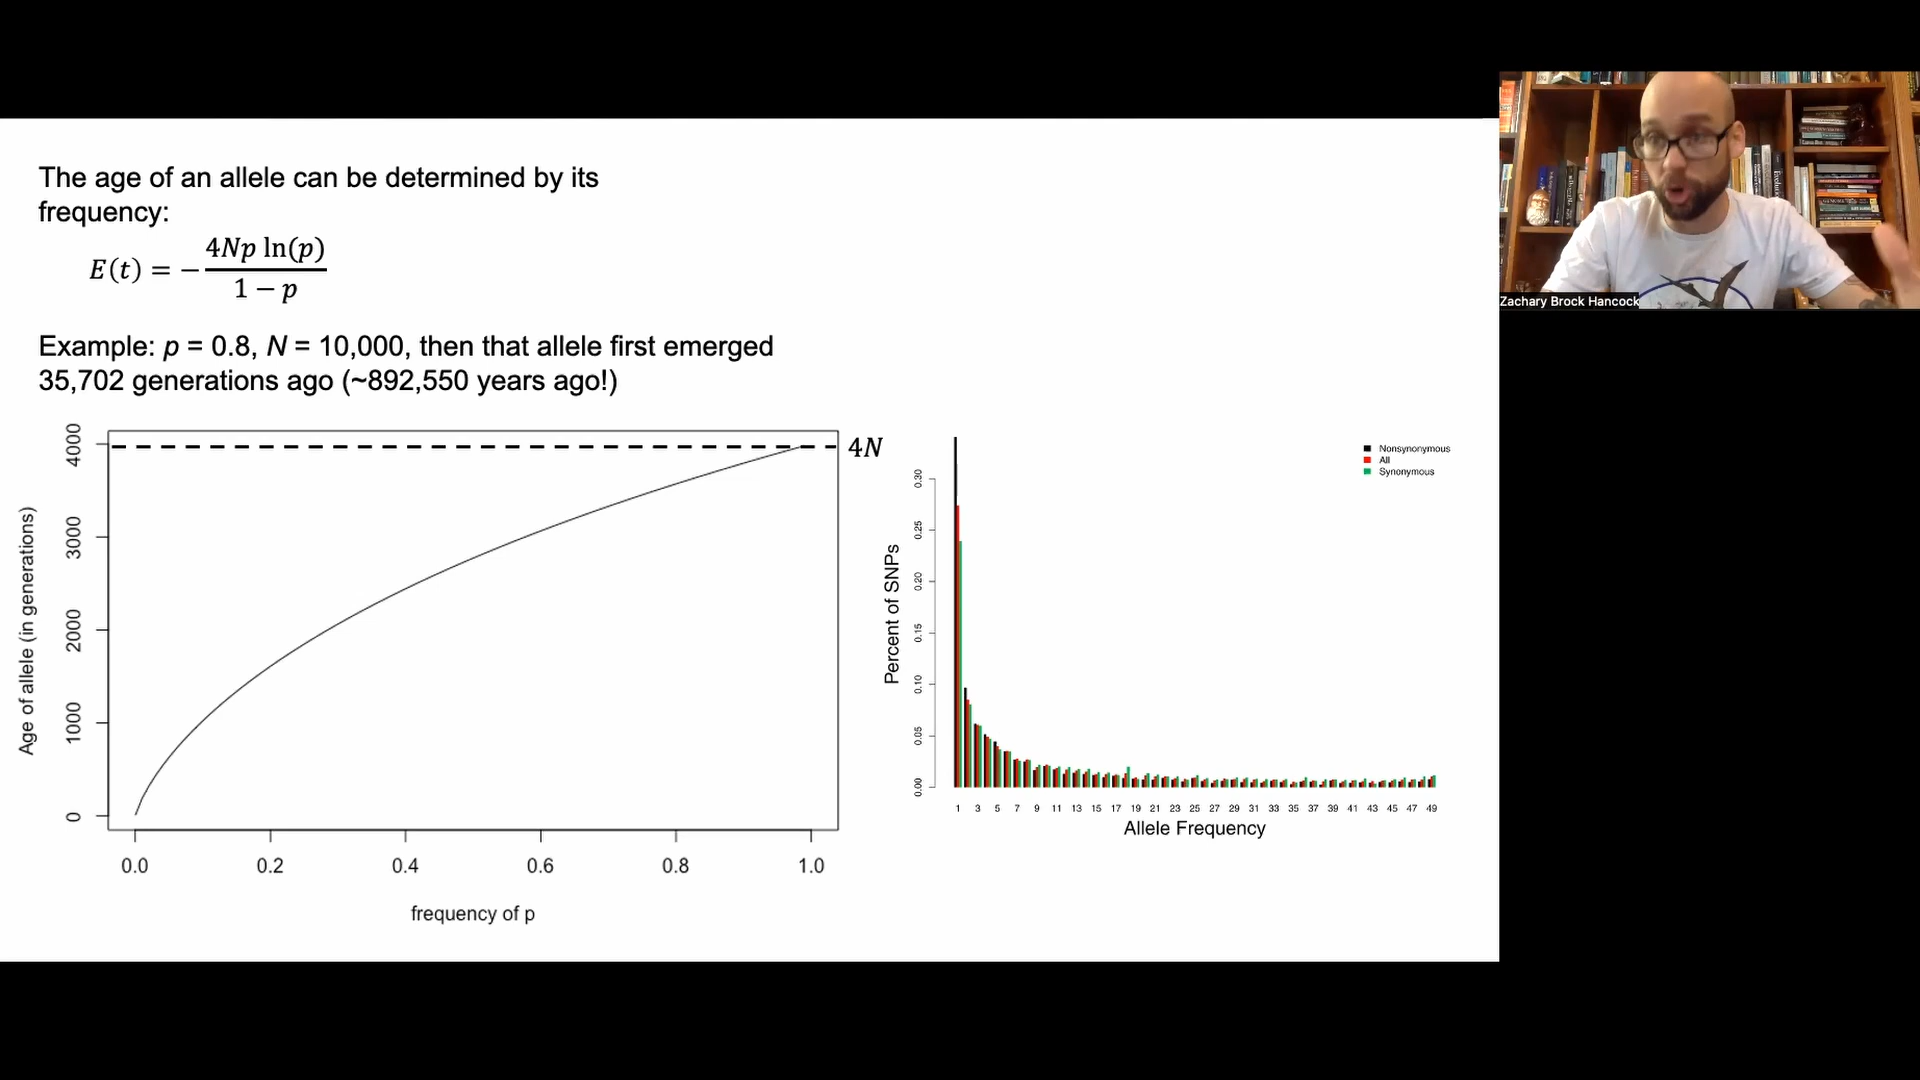 The age of an allele can be determined by its
frequency:
E(t) = − 4Np ln(p) / 1 − p
Example: p = 0.8, N = 10,000, then that allele first emerged
35,702 generations ago (~892,550 years ago!)
4N
Age of allele (in generations)
4000
3000
2000
1000
0
0.0 0.2 0.4 0.6 0.8 1.0
frequency of p
Nonsynonymous
All
Synonymous
Percent of SNPs
0.30
0.25
0.20
0.15
0.10
0.05
0.00
1 3 5 7 9 11 13 15 17 19 21 23 25 27 29 31 33 35 37 39 41 43 45 47 49
Allele Frequency
Zachary Brock Hancock